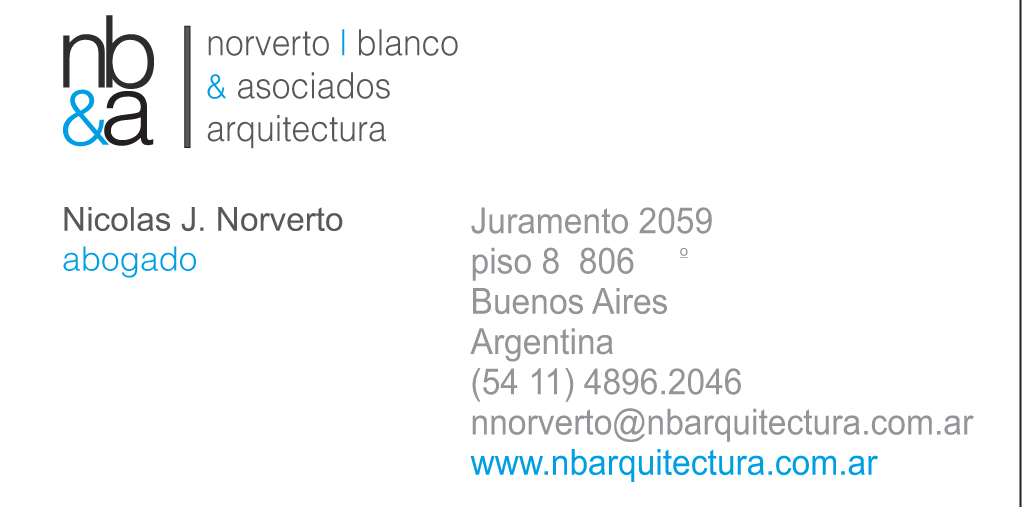 nb
&a
norverto | blanco
& asociados
arquitectura
Nicolas J. Norverto
abogado
Juramento 2059
piso 8  806 º
Buenos Aires
Argentina
(54 11) 4896.2046
nnorverto@nbarquitectura.com.ar
www.nbarquitectura.com.ar